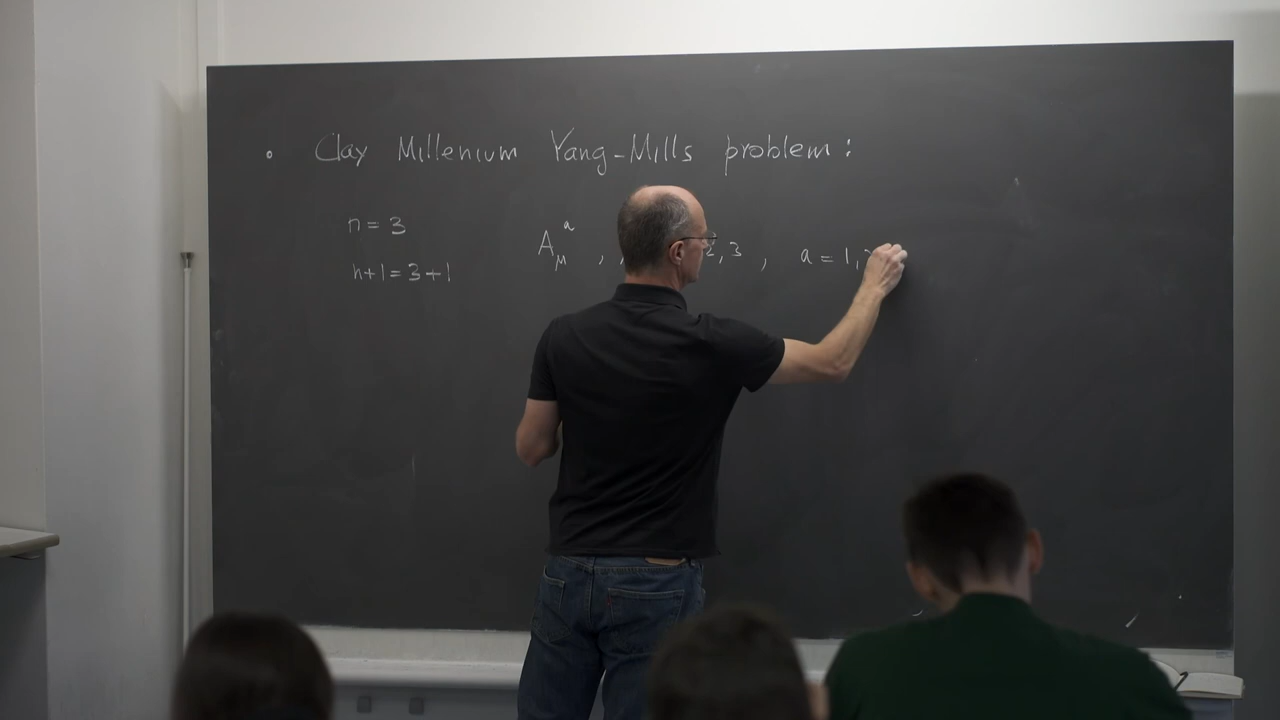 • Clay Millenium Yang-Mills problem:
n = 3
A_μ^a , 2,3 , a = 1,
n+1 = 3+1